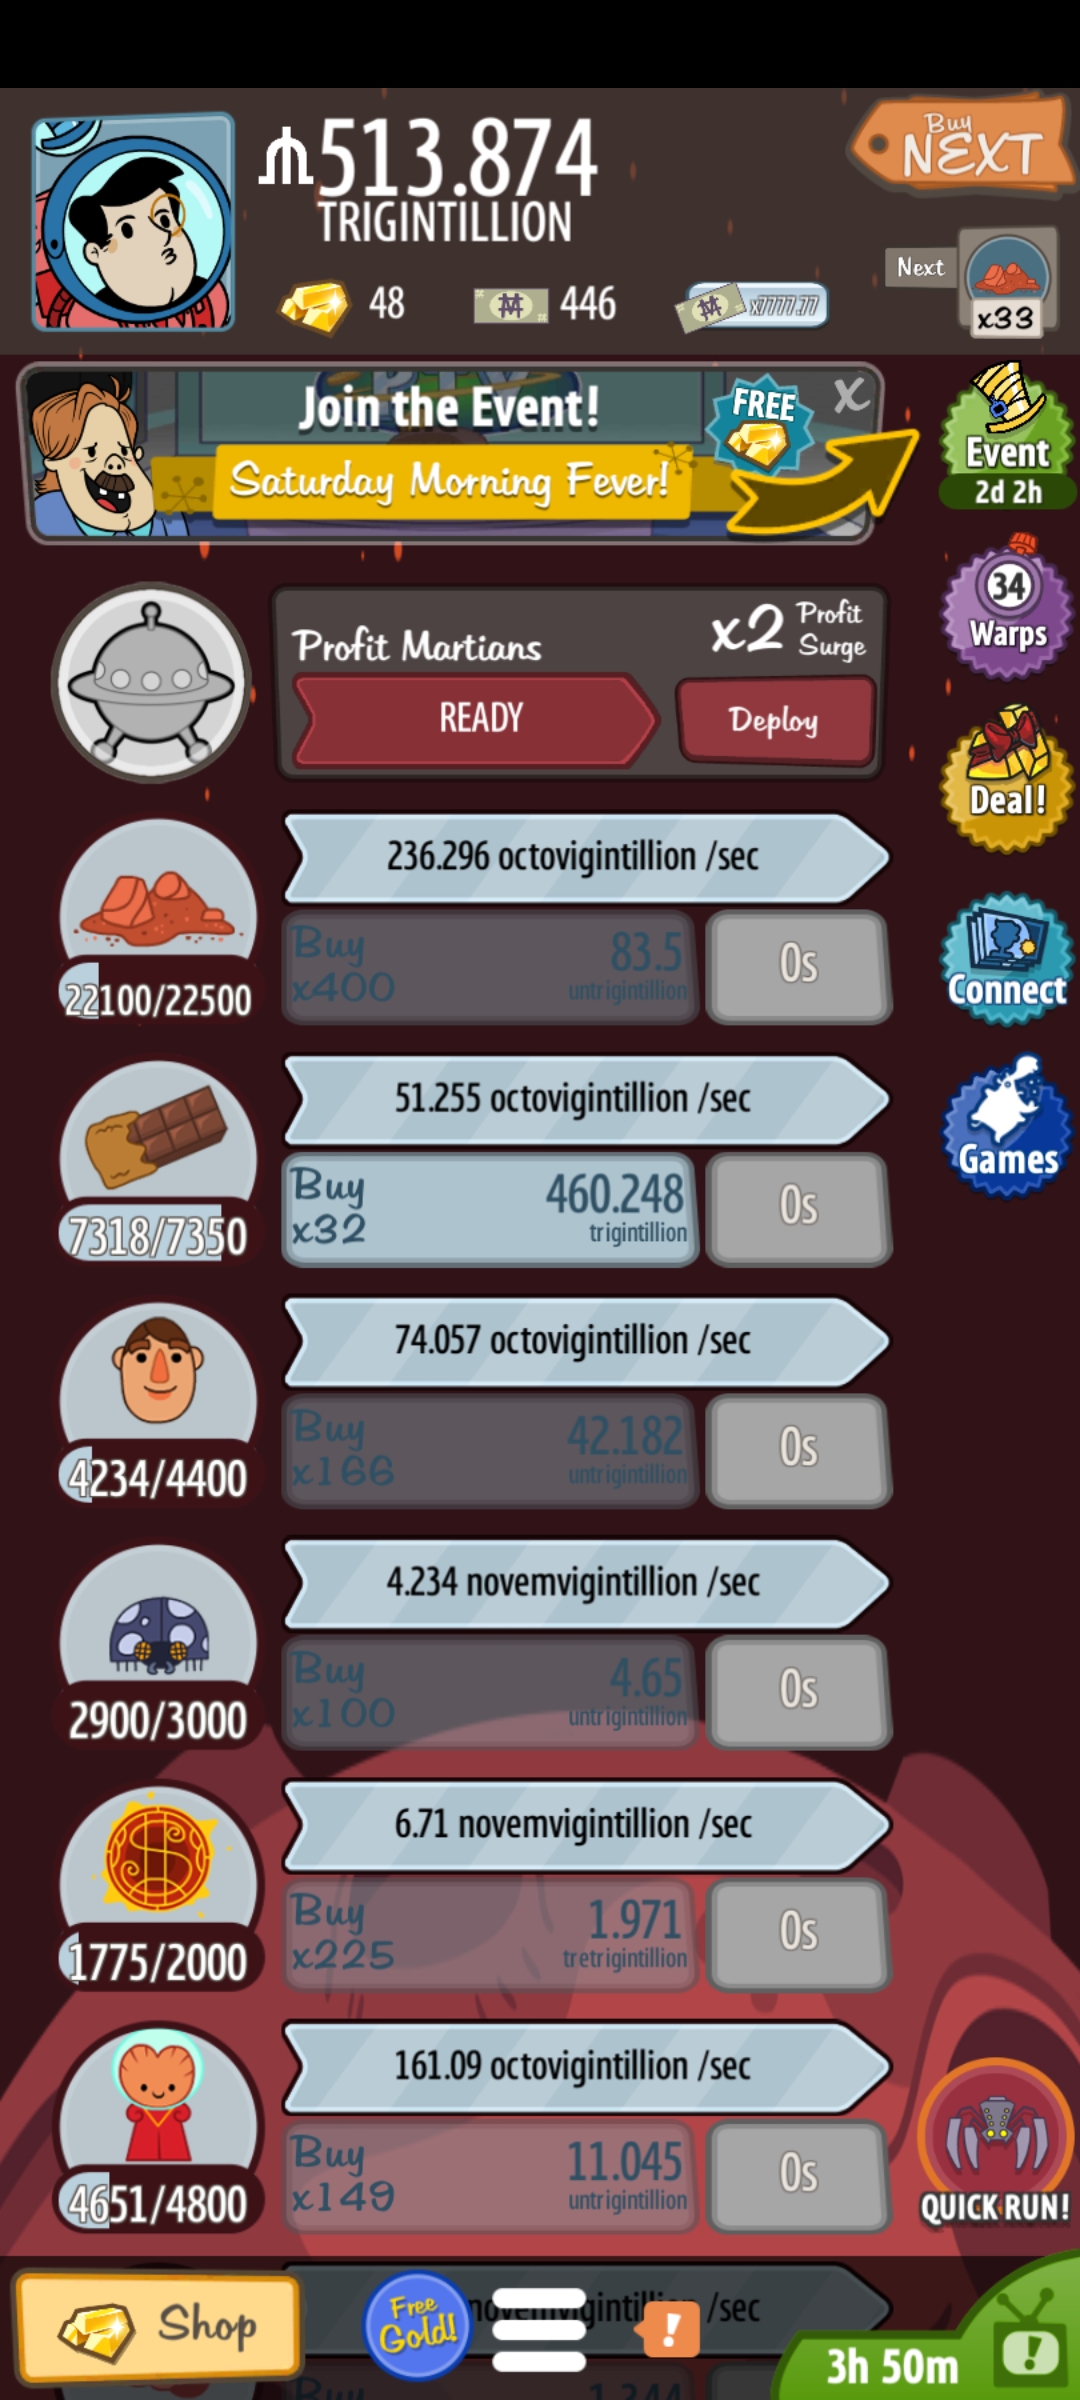 513.874
TRIGINTILLION
Buy
NEXT
48
446
x7777.77
Next
x33
Join the Event!
FREE
X
Saturday Morning Fever!
Event
2d 2h
34
Warps
Profit Martians
x2 Profit Surge
READY
Deploy
Deal!
236.296 octovigintillion /sec
Buy
x400
83.5
untrigintillion
0s
22100/22500
Connect
51.255 octovigintillion /sec
Buy
x32
460.248
trigintillion
0s
7318/7350
Games
74.057 octovigintillion /sec
Buy
x166
42.182
untrigintillion
0s
4234/4400
4.234 novemvigintillion /sec
Buy
x100
4.65
untrigintillion
0s
2900/3000
6.71 novemvigintillion /sec
Buy
x225
1.971
tretrigintillion
0s
1775/2000
161.09 octovigintillion /sec
Buy
x149
11.045
untrigintillion
0s
4651/4800
QUICK RUN!
Shop
Free
Gold!
!
/sec
3h 50m
!
Buy
1.344